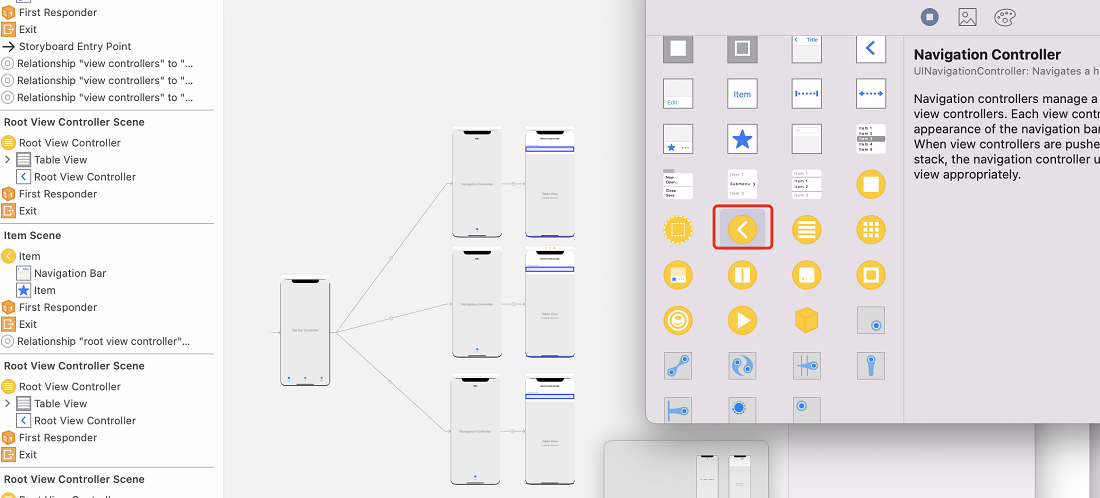 First Responder
Exit
Storyboard Entry Point
Relationship "view controllers" to "...
Relationship "view controllers" to "...
Relationship "view controllers" to "...
Root View Controller Scene
Root View Controller
Table View
Root View Controller
First Responder
Exit
Item Scene
Item
Navigation Bar
Item
First Responder
Exit
Relationship "root view controller"...
Root View Controller Scene
Root View Controller
Table View
Root View Controller
First Responder
Exit
Root View Controller Scene
Navigation Controller
Table View
Navigation Controller
Table View
Tab Bar Controller
Navigation Controller
Table View
Title
Edit
Item
Item 1
Item 2
Item 3
Item 4
Item 5
New
Open...
Close
Save
Item 1
Submenu
Item 3
Item 1
Item 2
Item 3
Navigation Controller
UINavigationController: Navigates a h
Navigation controllers manage a
view controllers. Each view contr
appearance of the navigation bar
When view controllers are pushe
stack, the navigation controller u
view appropriately.